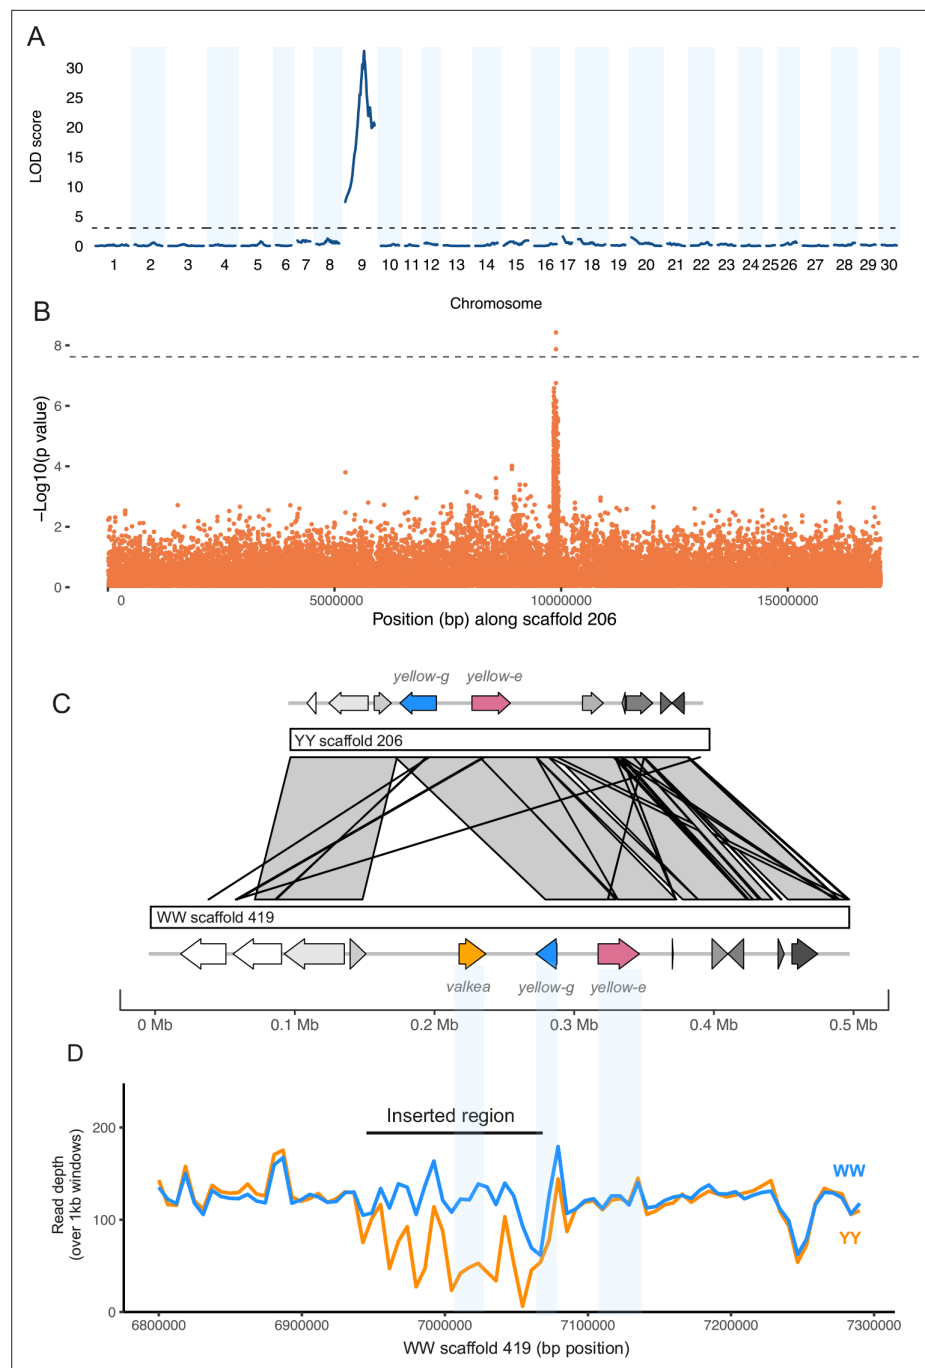 A
LOD score
30
25
20
15
10
5
0
1 2 3 4 5 6 7 8 9 10 11 12 13 14 15 16 17 18 19 20 21 22 23 24 25 26 27 28 29 30
Chromosome
B
−Log10(p value)
8
6
4
2
0
0 5000000 10000000 15000000
Position (bp) along scaffold 206
C
yellow-g yellow-e
YY scaffold 206
WW scaffold 419
valkea yellow-g yellow-e
0 Mb 0.1 Mb 0.2 Mb 0.3 Mb 0.4 Mb 0.5 Mb
D
Read depth
(over 1kb windows)
200
100
0
Inserted region
WW
YY
6800000 6900000 7000000 7100000 7200000 7300000
WW scaffold 419 (bp position)